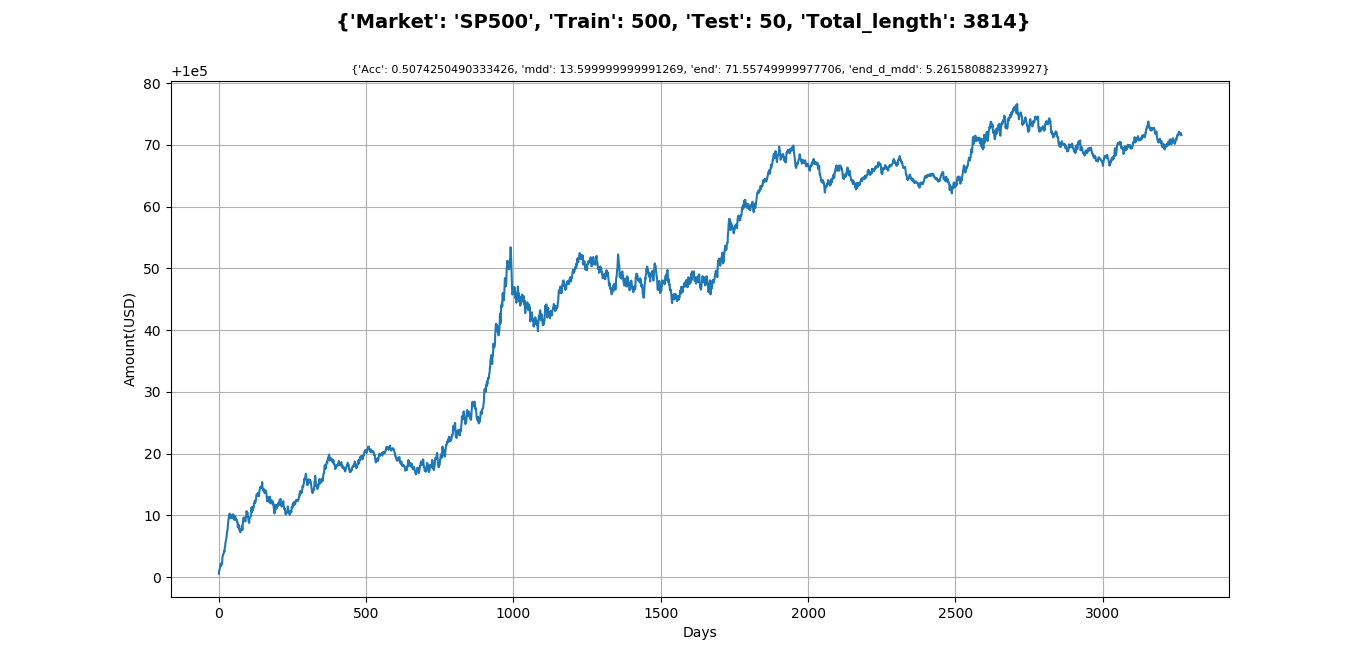 {'Market': 'SP500', 'Train': 500, 'Test': 50, 'Total_length': 3814}
{'Acc': 0.5074250490333426, 'mdd': 13.599999999991269, 'end': 71.55749999977706, 'end_d_mdd': 5.261580882339927}
+1e5
80
70
60
50
40
30
20
10
0
Amount(USD)
0 500 1000 1500 2000 2500 3000
Days